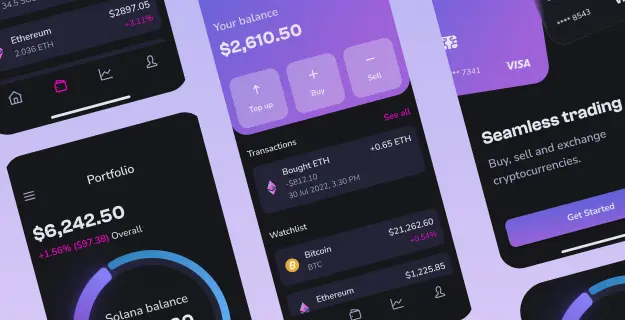 34.5 SOL
Ethereum
2.036 ETH
$2897.05
+3.11%
Portfolio
$6,242.50
+1.56% ($97.38) Overall
Solana balance
Your balance
$2,610.50
Top up
Buy
Sell
Transactions
See all
Bought ETH
-$812.10
30 Jul 2022, 3.30 PM
+0.65 ETH
Watchlist
Bitcoin
BTC
$21,262.60
+0.54%
Ethereum
$1,225.85
7341
VISA
**** 8543
Seamless trading
Buy, sell and exchange
cryptocurrencies.
Get Started